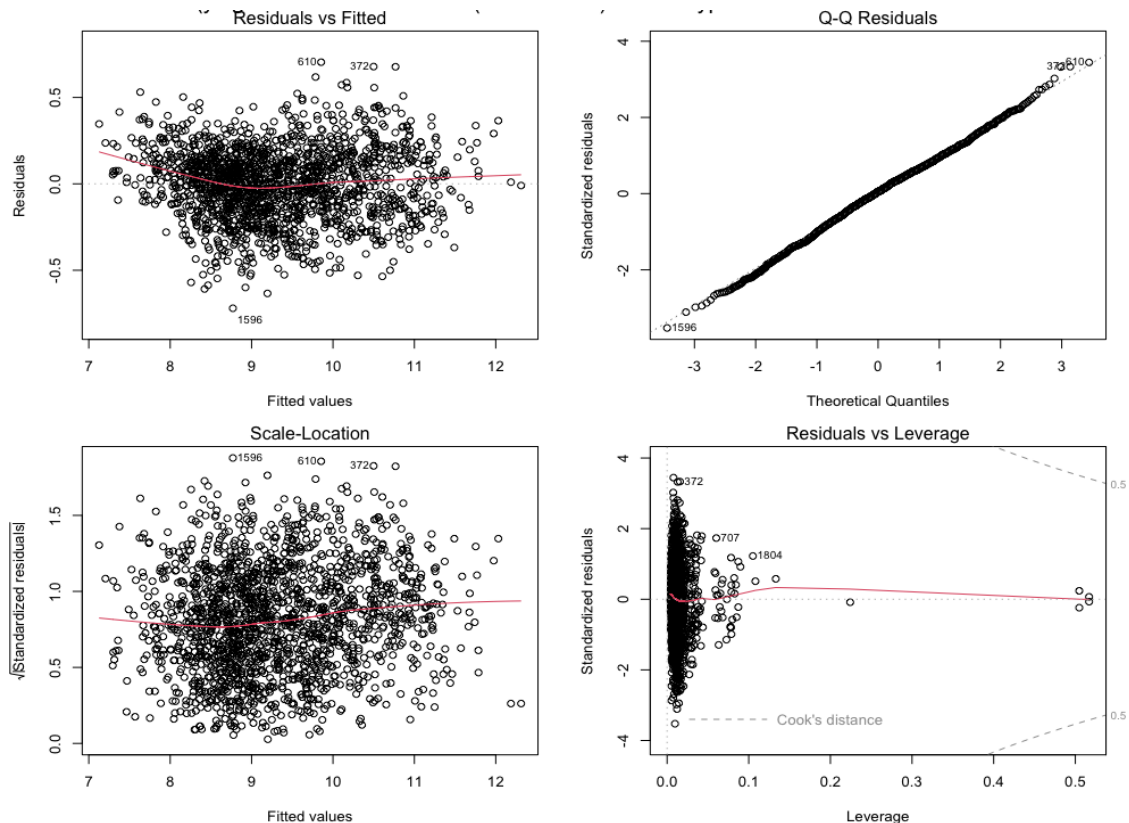 Residuals vs Fitted
Residuals
0.5
0.0
-0.5
610
372
1596
7 8 9 10 11 12
Fitted values
Q-Q Residuals
Standardized residuals
4
2
0
-2
372
610
1596
-3 -2 -1 0 1 2 3
Theoretical Quantiles
Scale-Location
√|Standardized residuals|
1.5
1.0
0.5
0.0
1596
610
372
7 8 9 10 11 12
Fitted values
Residuals vs Leverage
Standardized residuals
4
2
0
-2
-4
372
707
1804
0.5
0.5
Cook's distance
0.0 0.1 0.2 0.3 0.4 0.5
Leverage